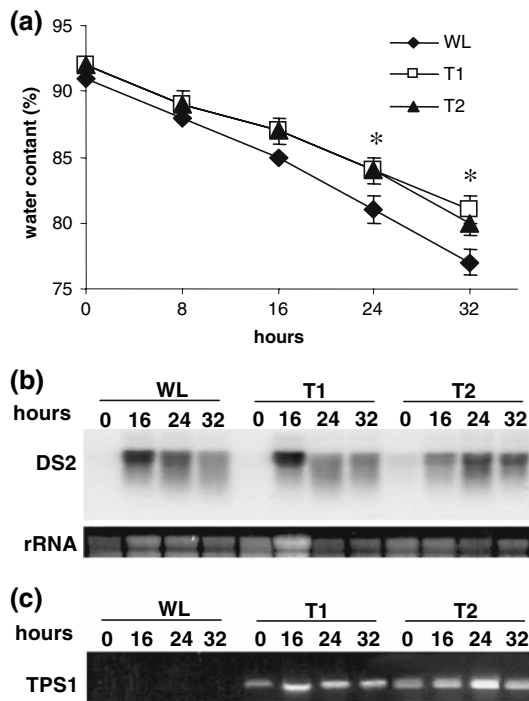 (a)
95
90
85
80
75
water contant (%)
WL
T1
T2
*
*
0 8 16 24 32
hours
(b)
WL T1 T2
hours 0 16 24 32 0 16 24 32 0 16 24 32
DS2
rRNA
(c)
WL T1 T2
hours 0 16 24 32 0 16 24 32 0 16 24 32
TPS1